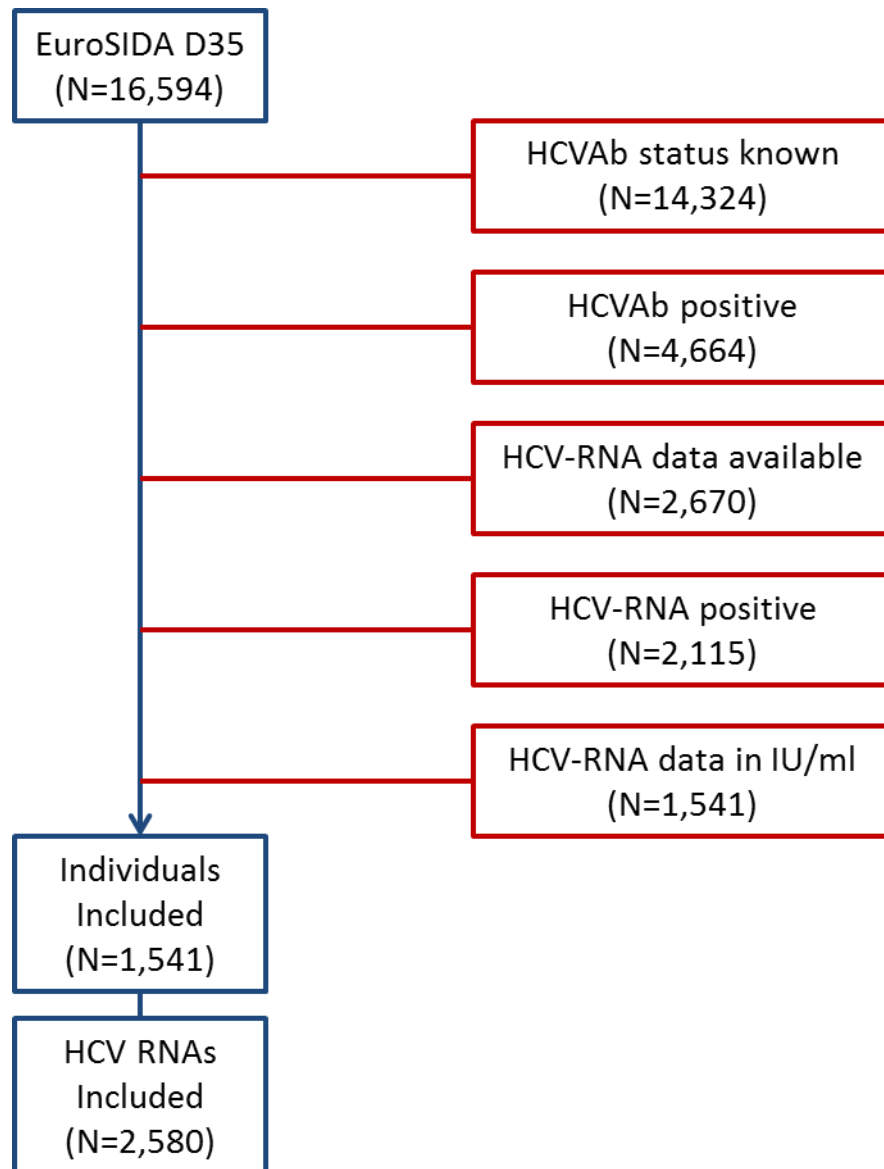 EuroSIDA D35
(N=16,594)
HCVAb status known
(N=14,324)
HCVAb positive
(N=4,664)
HCV-RNA data available
(N=2,670)
HCV-RNA positive
(N=2,115)
HCV-RNA data in IU/ml
(N=1,541)
Individuals
Included
(N=1,541)
HCV RNAs
Included
(N=2,580)